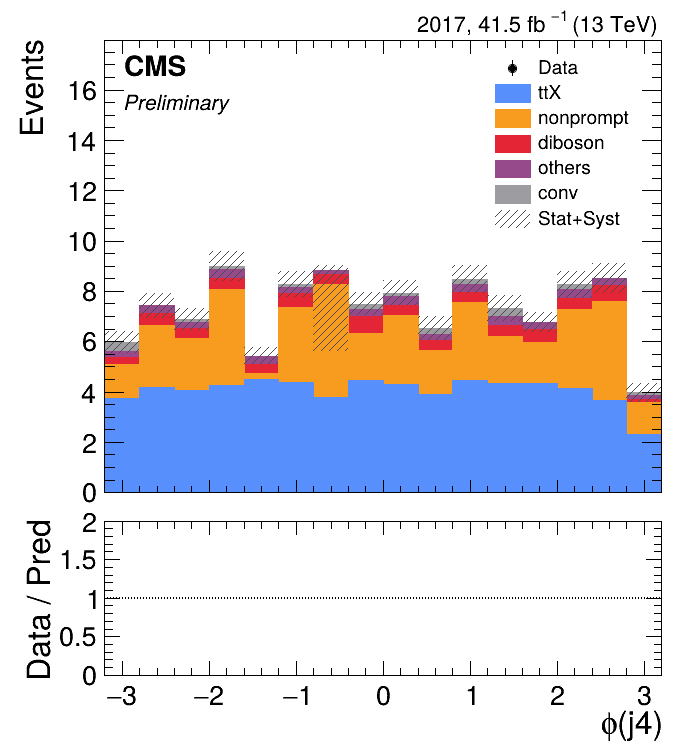 2017, 41.5 fb⁻¹ (13 TeV)
CMS
Preliminary
Data
ttX
nonprompt
diboson
others
conv
Stat+Syst
Events
16
14
12
10
8
6
4
2
0
Data / Pred
2
1.5
1
0.5
0
−3 −2 −1 0 1 2 3
ϕ(j4)